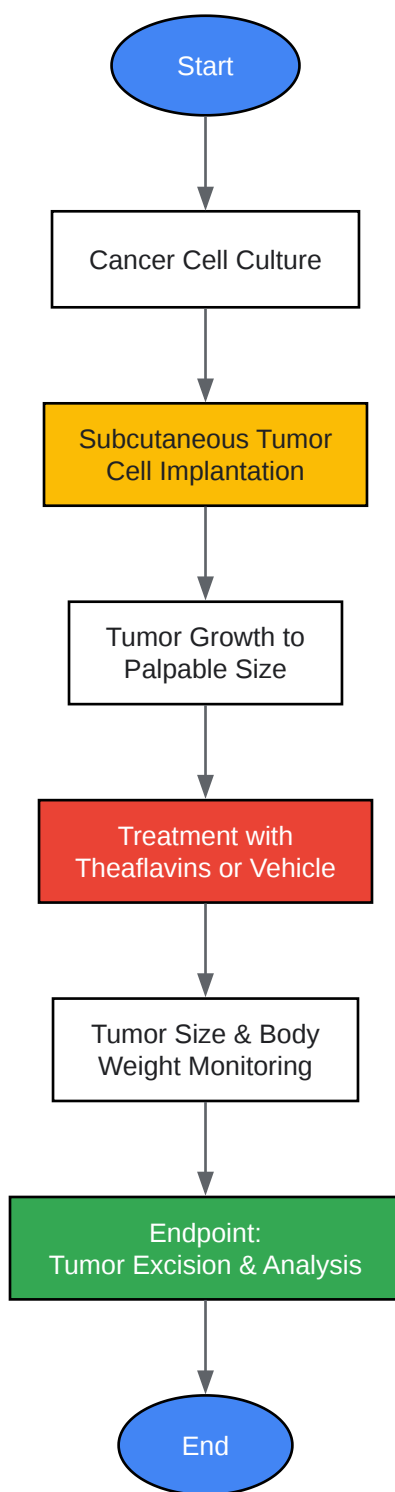 Start
Cancer Cell Culture
Subcutaneous Tumor
Cell Implantation
Tumor Growth to
Palpable Size
Treatment with
Theaflavins or Vehicle
Tumor Size & Body
Weight Monitoring
Endpoint:
Tumor Excision & Analysis
End